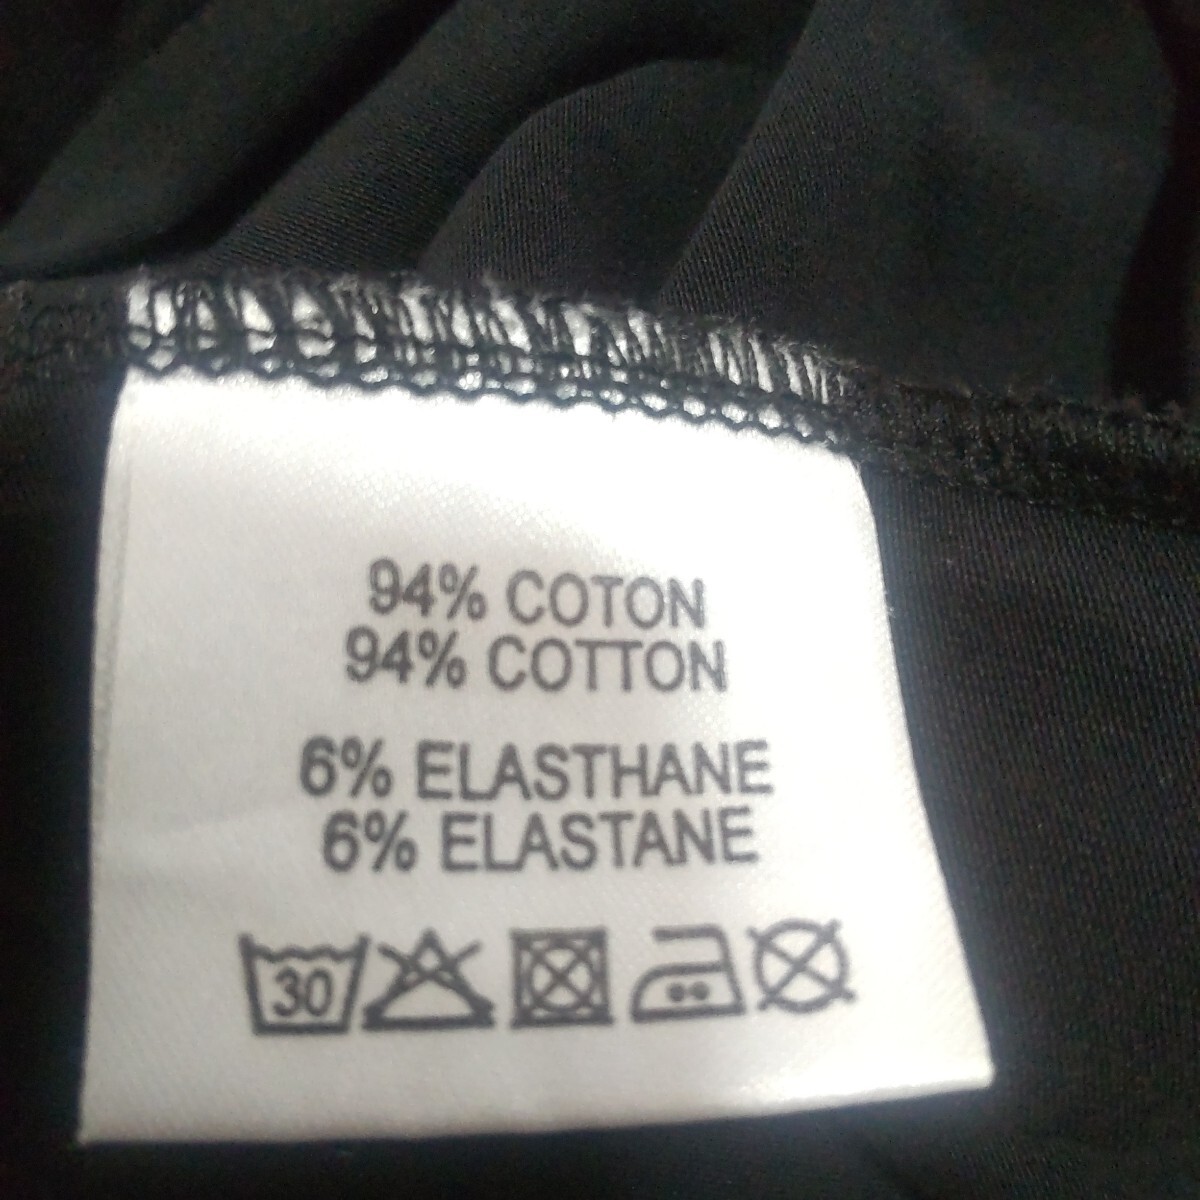 94% COTON
94% COTTON
6% ELASTHANE
6% ELASTANE
30